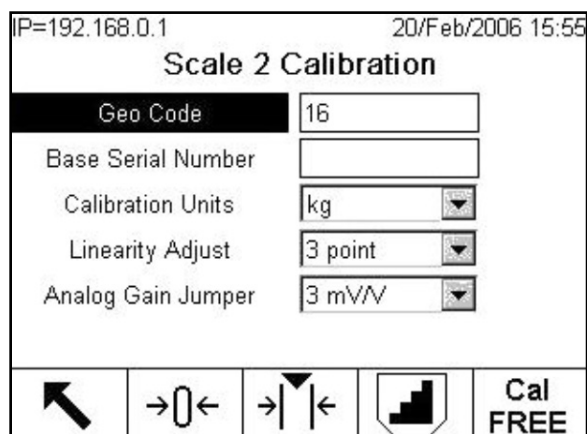 IP=192.168.0.1 20/Feb/2006 15:55
Scale 2 Calibration
Geo Code 16
Base Serial Number
Calibration Units kg
Linearity Adjust 3 point
Analog Gain Jumper 3 mV/V
→0← Cal
FREE